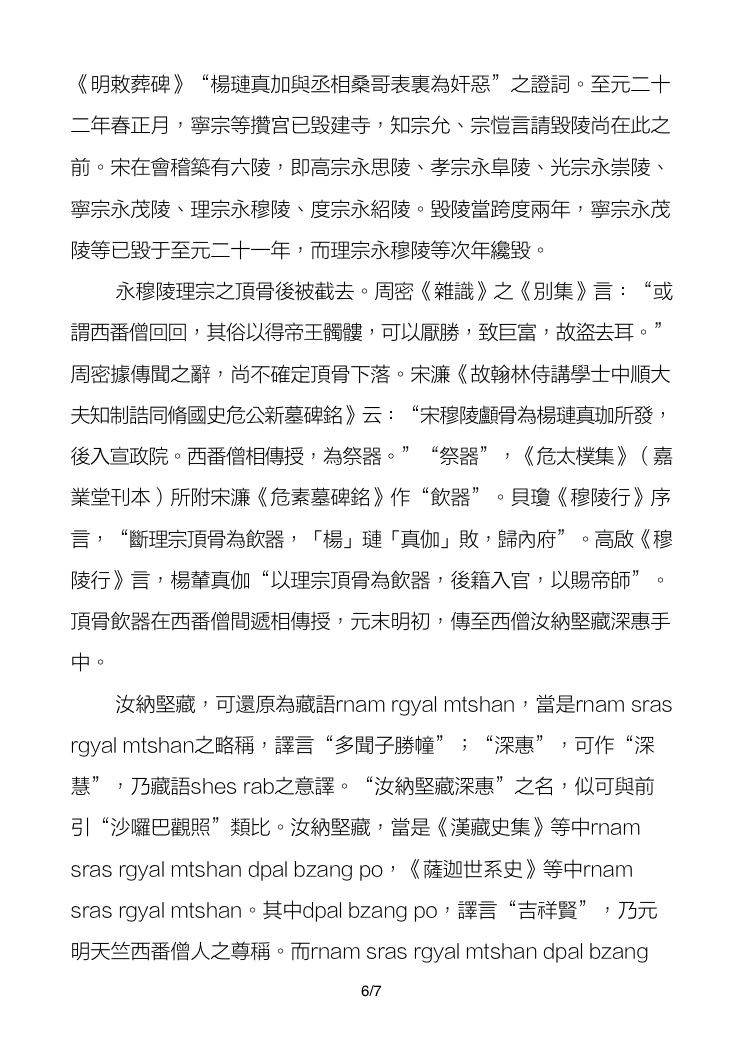 《明敕葬碑》“楊璉真加與丞相桑哥表裏為奸惡”之證詞。至元二十
二年春正月，寧宗等攢宮已毀建寺，知宗允、宗愷言請毀陵尚在此之
前。宋在會稽築有六陵，即高宗永思陵、孝宗永阜陵、光宗永崇陵、
寧宗永茂陵、理宗永穆陵、度宗永紹陵。毀陵當跨度兩年，寧宗永茂
陵等已毀于至元二十一年，而理宗永穆陵等次年纔毀。
永穆陵理宗之頂骨後被截去。周密《雜識》之《別集》言：“或
謂西番僧回回，其俗以得帝王髑髏，可以厭勝，致巨富，故盜去耳。”
周密據傳聞之辭，尚不確定頂骨下落。宋濂《故翰林侍講學士中順大
夫知制誥同脩國史危公新墓碑銘》云：“宋穆陵顱骨為楊璉真珈所發，
後入宣政院。西番僧相傳授，為祭器。”“祭器”，《危太樸集》（嘉
業堂刊本）所附宋濂《危素墓碑銘》作“飲器”。貝瓊《穆陵行》序
言，“斷理宗頂骨為飲器，「楊」璉「真伽」敗，歸內府”。高啟《穆
陵行》言，楊輦真伽“以理宗頂骨為飲器，後籍入官，以賜帝師”。
頂骨飲器在西番僧間遞相傳授，元末明初，傳至西僧汝納堅藏深惠手
中。
汝納堅藏，可還原為藏語rnam rgyal mtshan，當是rnam sras
rgyal mtshan之略稱，譯言“多聞子勝幢”；“深惠”，可作“深
慧”，乃藏語shes rab之意譯。“汝納堅藏深惠”之名，似可與前
引“沙囉巴觀照”類比。汝納堅藏，當是《漢藏史集》等中rnam
sras rgyal mtshan dpal bzang po，《薩迦世系史》等中rnam
sras rgyal mtshan。其中dpal bzang po，譯言“吉祥賢”，乃元
明天竺西番僧人之尊稱。而rnam sras rgyal mtshan dpal bzang
6/7